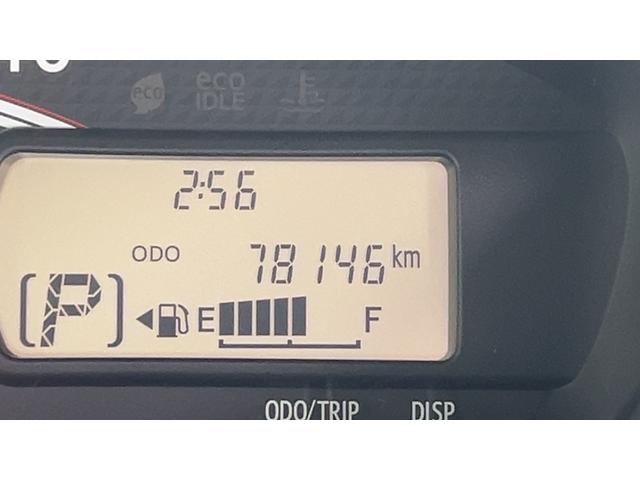 eco
eco
IDLE
2:56
ODO 78146 km
P E F
ODO/TRIP DISP